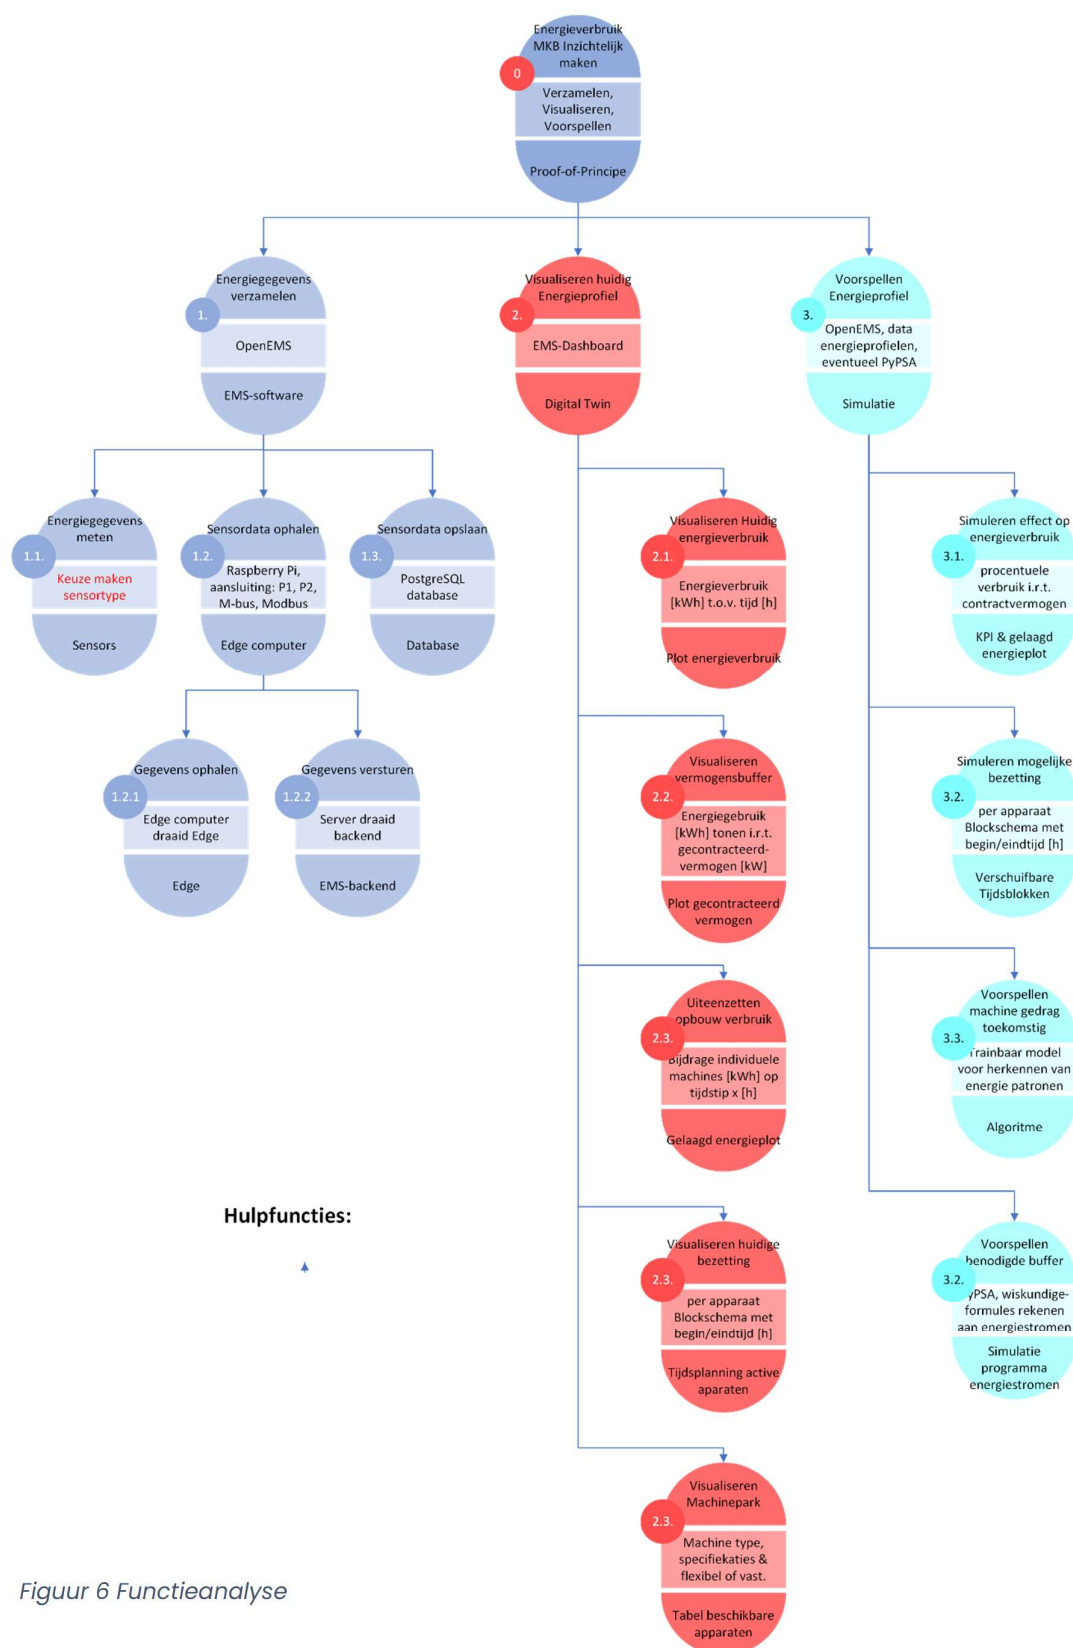 Energieverbruik
MKB Inzichtelijk
maken
0
Verzamelen,
Visualiseren,
Voorspellen
Proof-of-Principe
Energiegegevens
verzamelen
1.
OpenEMS
EMS-software
Visualiseren huidig
Energieprofiel
2.
EMS-Dashboard
Digital Twin
Voorspellen
Energieprofiel
3.
OpenEMS, data
energieprofielen,
eventueel PyPSA
Simulatie
Energiegegevens
meten
1.1.
Keuze maken
sensortype
Sensors
Sensordata ophalen
1.2.
Raspberry Pi,
aansluiting: P1, P2,
M-bus, Modbus
Edge computer
Sensordata opslaan
1.3.
PostgreSQL
database
Database
Visualiseren Huidig
energieverbruik
2.1.
Energieverbruik
[kWh] t.o.v. tijd [h]
Plot energieverbruik
Simuleren effect op
energieverbruik
3.1.
procentuele
verbruik i.r.t.
contractvermogen
KPI & gelaagd
energieplot
Gegevens ophalen
1.2.1
Edge computer
draaid Edge
Edge
Gegevens versturen
1.2.2
Server draaid
backend
EMS-backend
Visualiseren
vermogensbuffer
2.2.
Energiegebruik
[kWh] tonen i.r.t.
gecontracteerd-
vermogen [kW]
Plot gecontracteerd
vermogen
Simuleren mogelijke
bezetting
3.2.
per apparaat
Blockschema met
begin/eindtijd [h]
Verschuifbare
Tijdsblokken
Uiteenzetten
opbouw verbruik
2.3.
Bijdrage individuele
machines [kWh] op
tijdstip x [h]
Gelaagd energieplot
Voorspellen
machine gedrag
toekomstig
3.3.
Trainbaar model
voor herkennen van
energie patronen
Algoritme
Hulpfuncties:
Visualiseren huidige
bezetting
2.3.
per apparaat
Blockschema met
begin/eindtijd [h]
Tijdsplanning active
aparaten
Voorspellen
benodigde buffer
3.2.
PyPSA, wiskundige-
formules rekenen
aan energiestromen
Simulatie
programma
energiestromen
Visualiseren
Machinepark
2.3.
Machine type,
specifiekaties &
flexibel of vast.
Tabel beschikbare
apparaten
Figuur 6 Functieanalyse